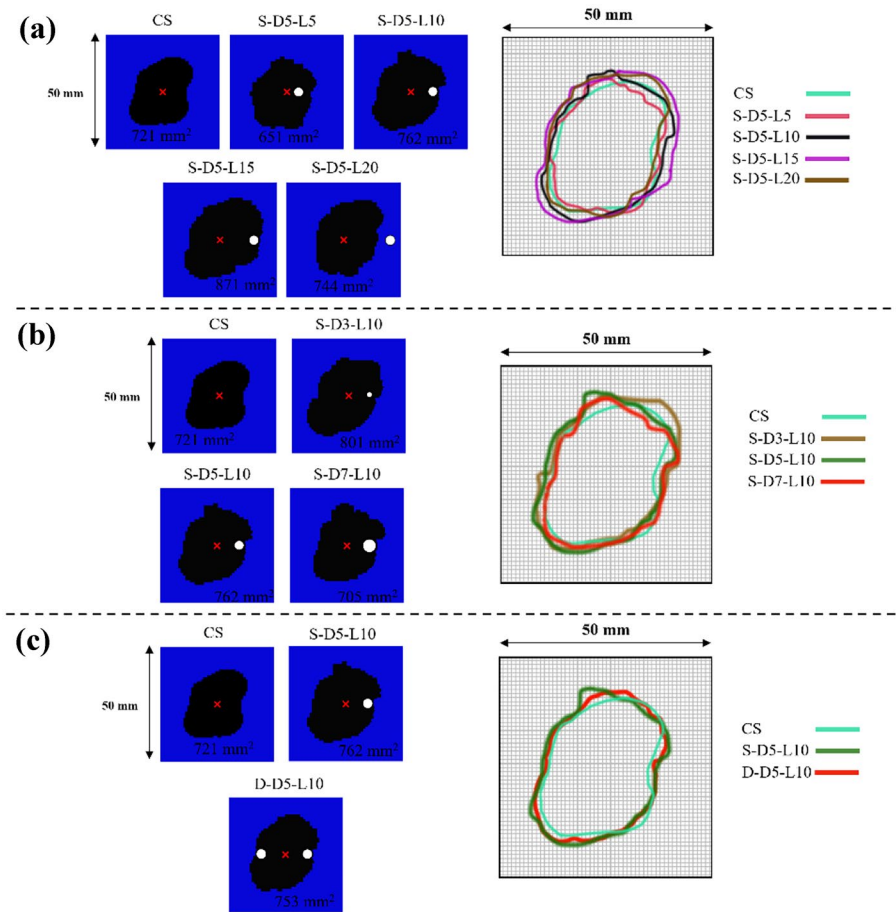 (a)
CS S-D5-L5 S-D5-L10
50 mm
50 mm
721 mm² 651 mm² 762 mm²
CS
S-D5-L5
S-D5-L10
S-D5-L15
S-D5-L20
S-D5-L15 S-D5-L20
871 mm² 744 mm²
(b)
CS S-D3-L10
50 mm
50 mm
721 mm² 801 mm²
CS
S-D3-L10
S-D5-L10
S-D7-L10
S-D5-L10 S-D7-L10
762 mm² 705 mm²
(c)
CS S-D5-L10
50 mm
50 mm
721 mm² 762 mm²
CS
S-D5-L10
D-D5-L10
D-D5-L10
753 mm²